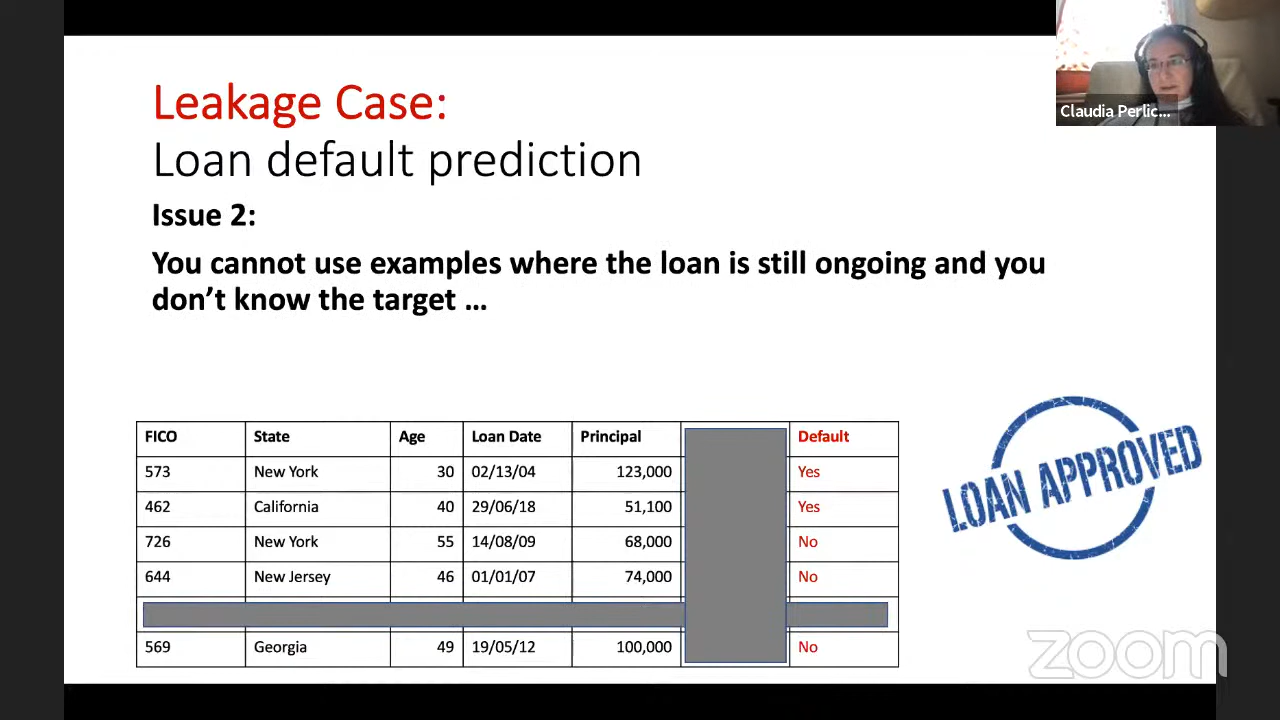 Leakage Case:
Loan default prediction
Issue 2:
You cannot use examples where the loan is still ongoing and you
don’t know the target …
Claudia Perlic...
FICO State Age Loan Date Principal Default
573 New York 30 02/13/04 123,000 Yes
462 California 40 29/06/18 51,100 Yes
726 New York 55 14/08/09 68,000 No
644 New Jersey 46 01/01/07 74,000 No
569 Georgia 49 19/05/12 100,000 No
LOAN APPROVED
zoom